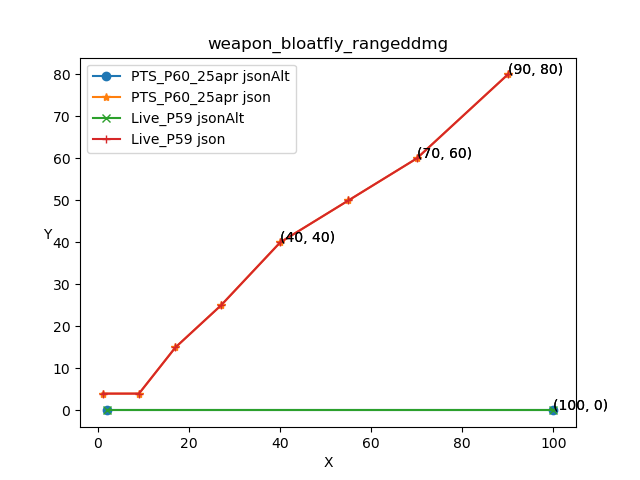 weapon_bloatfly_rangeddmg
PTS_P60_25apr jsonAlt
PTS_P60_25apr json
Live_P59 jsonAlt
Live_P59 json
(90, 80)
(70, 60)
(40, 40)
(100, 0)
Y
80
70
60
50
40
30
20
10
0
0 20 40 60 80 100
X